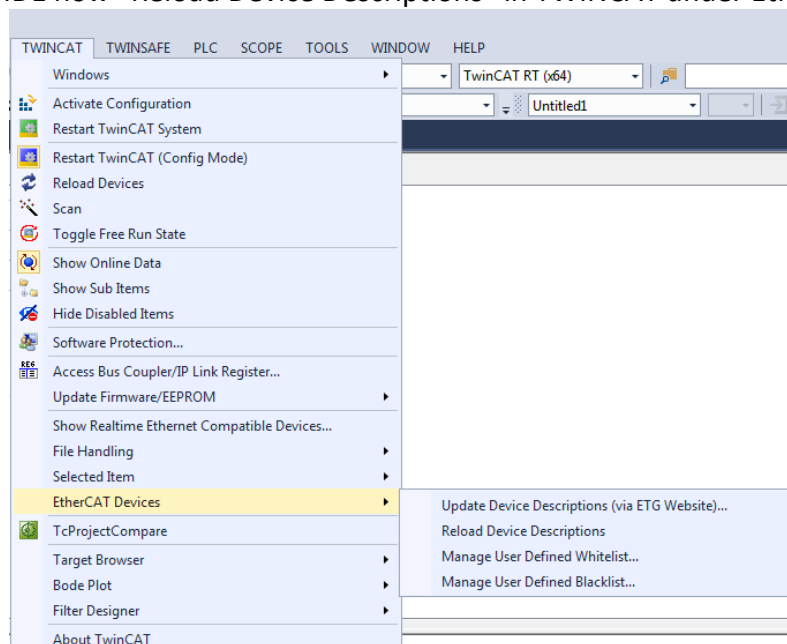 TWINCAT TWINSAFE PLC SCOPE TOOLS WINDOW HELP
Windows
TwinCAT RT (x64)
Activate Configuration
Untitled1
Restart TwinCAT System
Restart TwinCAT (Config Mode)
Reload Devices
Scan
Toggle Free Run State
Show Online Data
Show Sub Items
Hide Disabled Items
Software Protection...
REG
Access Bus Coupler/IP Link Register...
Update Firmware/EEPROM
Show Realtime Ethernet Compatible Devices...
File Handling
Selected Item
EtherCAT Devices
Update Device Descriptions (via ETG Website)...
TcProjectCompare
Reload Device Descriptions
Target Browser
Manage User Defined Whitelist...
Bode Plot
Manage User Defined Blacklist...
Filter Designer
About TwinCAT